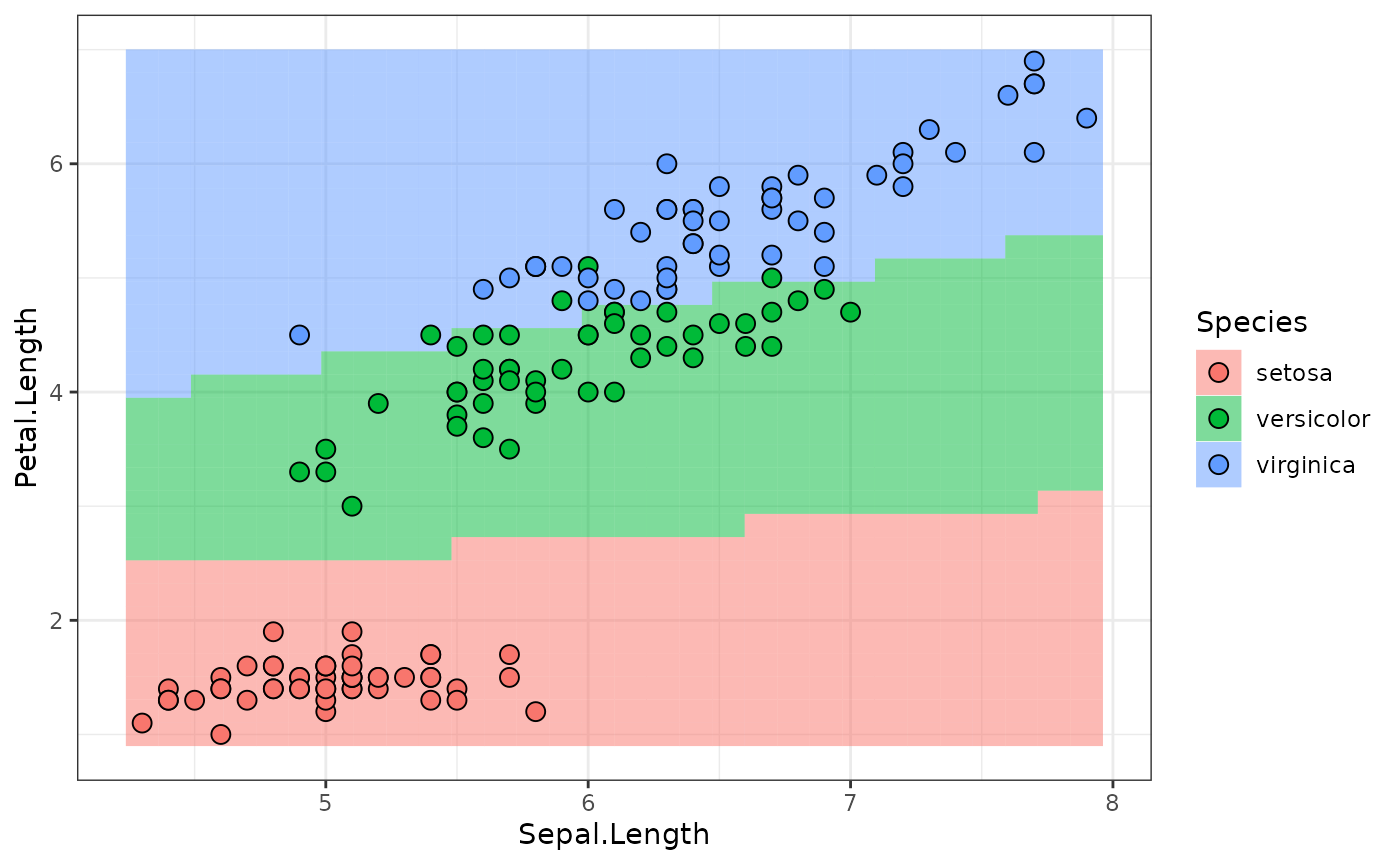 Petal.Length
6
4
2
5 6 7 8
Sepal.Length
Species
setosa
versicolor
virginica